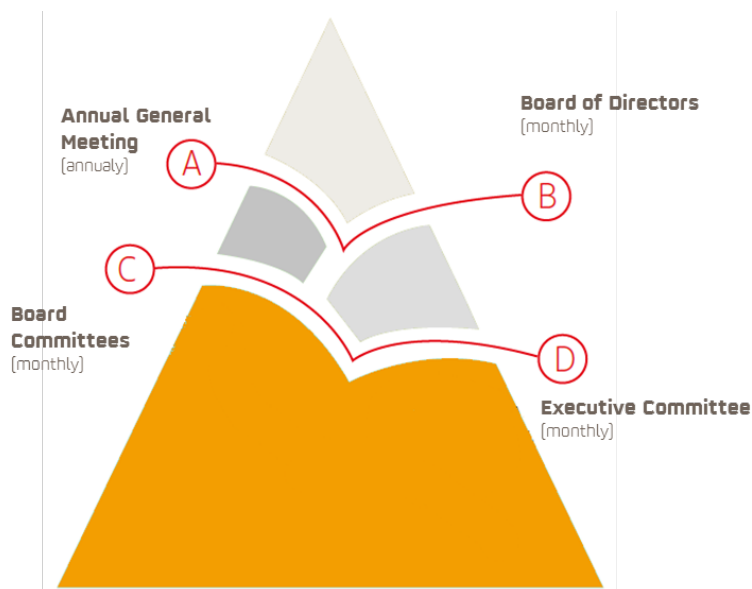 Annual General
Meeting
(annualy)
A
Board of Directors
(monthly)
B
C
Board
Committees
(monthly)
D
Executive Committee
(monthly)